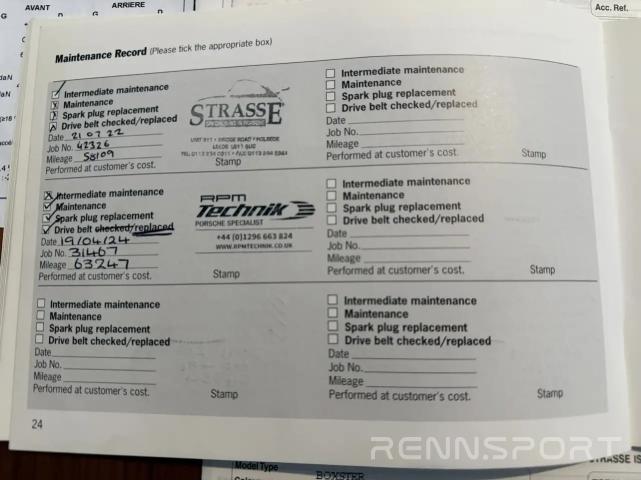 AVANT
ARRIERE
G
D
G
Acc. Ref.
Maintenance Record (Please tick the appropriate box)
Intermediate maintenance
Maintenance
Spark plug replacement
Drive belt checked/replaced
Date 21 07 22
Job No. 42326
Mileage 58109
Performed at customer's cost.
STRASSE
Stamp
Intermediate maintenance
Maintenance
Spark plug replacement
Drive belt checked/replaced
Date
Job No.
Mileage
Performed at customer's cost.
Stamp
Intermediate maintenance
Maintenance
Spark plug replacement
Drive belt checked/replaced
Date 19/04/24
Job No. 31467
Mileage 63247
Performed at customer's cost.
RPM
Technik
PORSCHE SPECIALIST
+44 (0)1296 663 824
WWW.RPMTECHNIK.CO.UK
Stamp
Intermediate maintenance
Maintenance
Spark plug replacement
Drive belt checked/replaced
Date
Job No.
Mileage
Performed at customer's cost.
Stamp
Intermediate maintenance
Maintenance
Spark plug replacement
Drive belt checked/replaced
Date
Job No.
Mileage
Performed at customer's cost.
Stamp
Intermediate maintenance
Maintenance
Spark plug replacement
Drive belt checked/replaced
Date
Job No.
Mileage
Performed at customer's cost.
Stamp
24
RENNSPORT
Model Type
BOXSTER